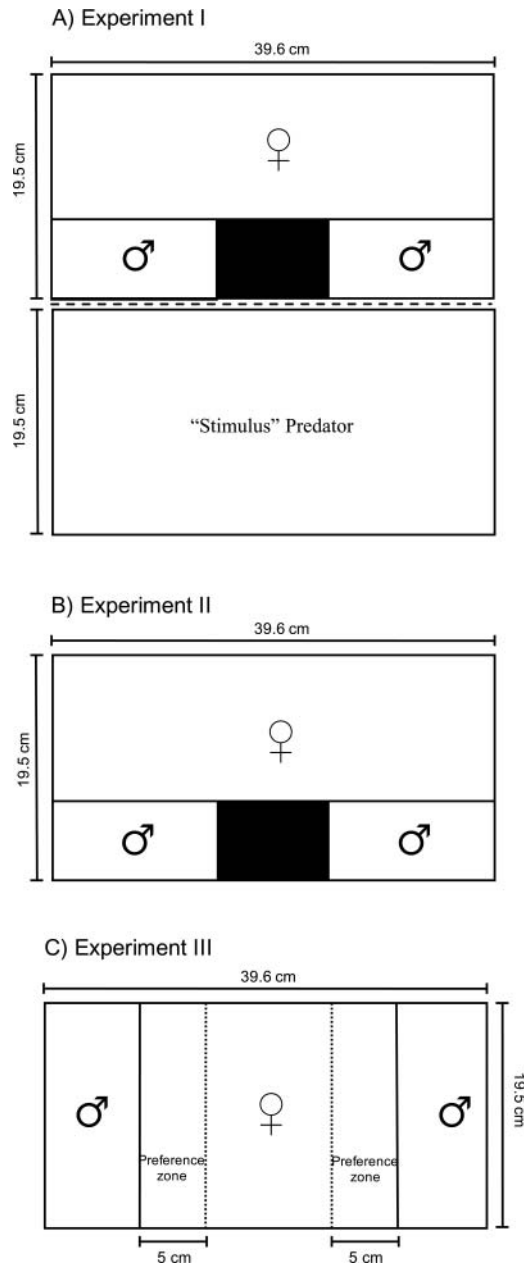 A) Experiment I
39.6 cm
19.5 cm
♀
♂
♂
19.5 cm
“Stimulus” Predator
B) Experiment II
39.6 cm
19.5 cm
♀
♂
♂
C) Experiment III
39.6 cm
♂
♀
♂
19.5 cm
Preference
zone
Preference
zone
5 cm
5 cm